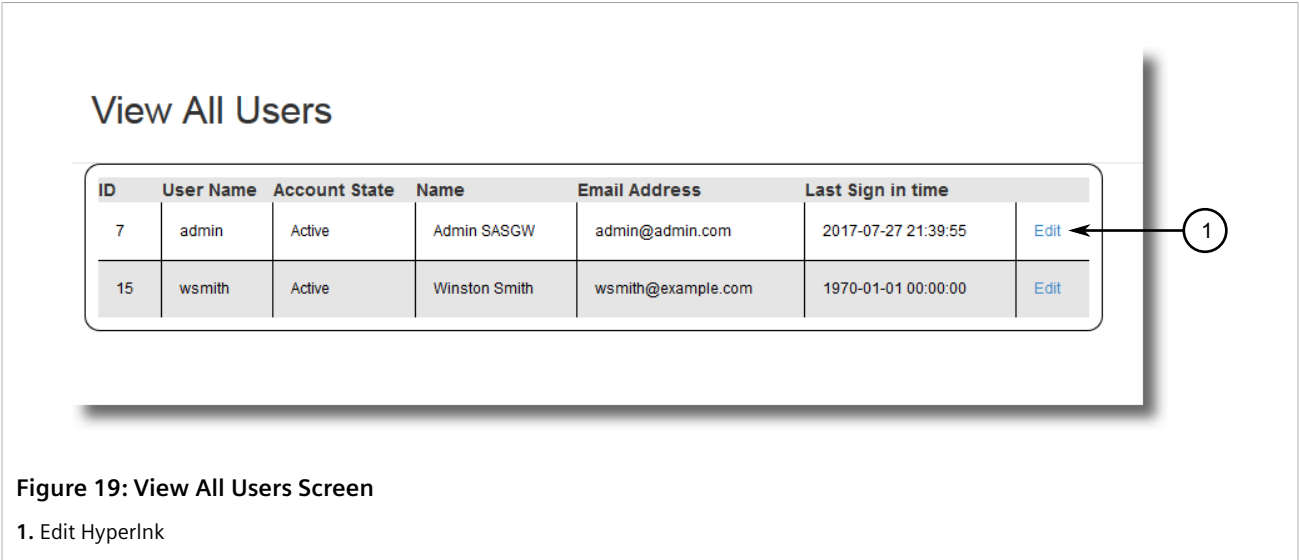 View All Users
ID User Name Account State Name Email Address Last Sign in time
7 admin Active Admin SASGW admin@admin.com 2017-07-27 21:39:55 Edit 1
15 wsmith Active Winston Smith wsmith@example.com 1970-01-01 00:00:00 Edit
Figure 19: View All Users Screen
1. Edit Hyperlnk